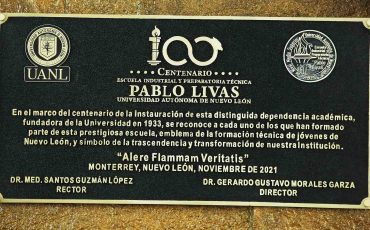 100
CENTENARIO
ESCUELA INDUSTRIAL Y PREPARATORIA TÉCNICA
PABLO LIVAS
UNIVERSIDAD AUTÓNOMA DE NUEVO LEÓN
UANL
En el marco del centenario de la instauración de esta distinguida dependencia académica,
fundadora de la Universidad en 1933, se reconoce a cada uno de los que han formado
parte de esta prestigiosa escuela, emblema de la formación técnica de jóvenes de
Nuevo León, y símbolo de la trascendencia y transformación de nuestra Institución.
"Alere Flammam Veritatis"
MONTERREY, NUEVO LEÓN, NOVIEMBRE DE 2021
DR. MED. SANTOS GUZMÁN LÓPEZ
RECTOR
DR. GERARDO GUSTAVO MORALES GARZA
DIRECTOR